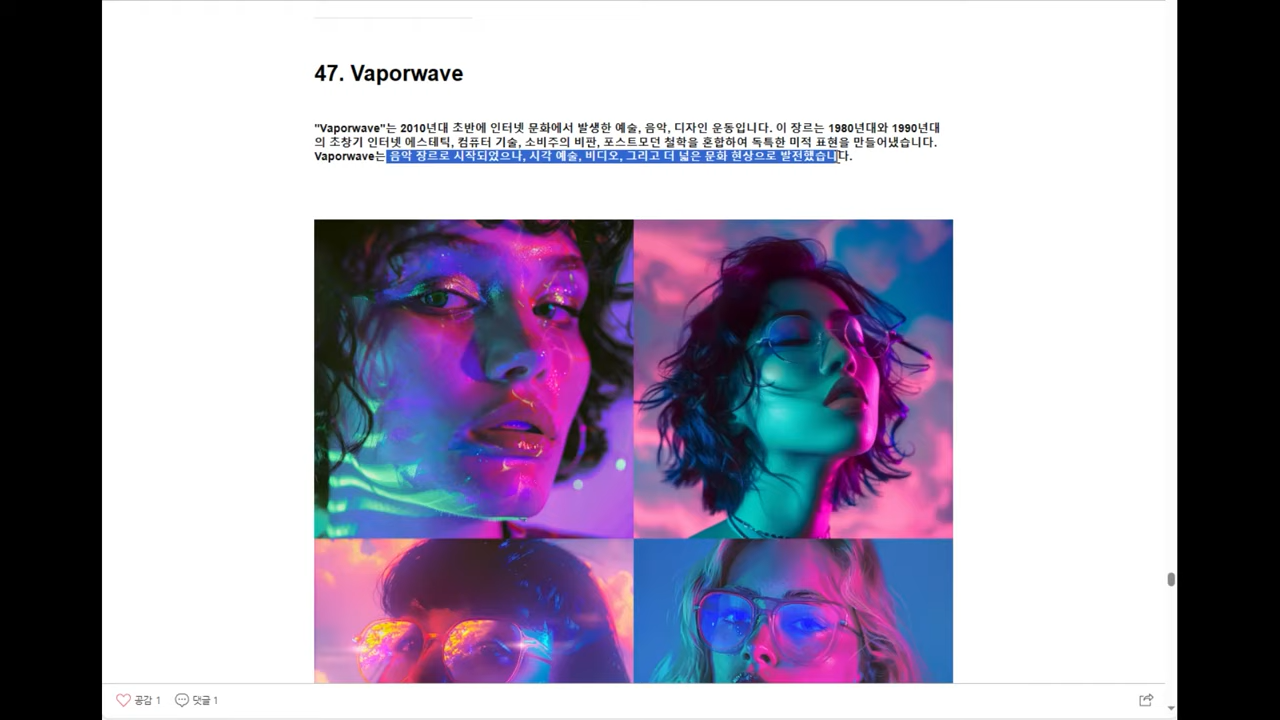 47. Vaporwave
"Vaporwave"는 2010년대 초반에 인터넷 문화에서 발생한 예술, 음악, 디자인 운동입니다. 이 장르는 1980년대와 1990년대
의 초창기 인터넷 에스테틱, 컴퓨터 기술, 소비주의 비판, 포스트모던 철학을 혼합하여 독특한 미적 표현을 만들어냈습니다.
Vaporwave는 음악 장르로 시작되었으나, 시각 예술, 비디오, 그리고 더 넓은 문화 현상으로 발전했습니다.
공감 1 댓글 1